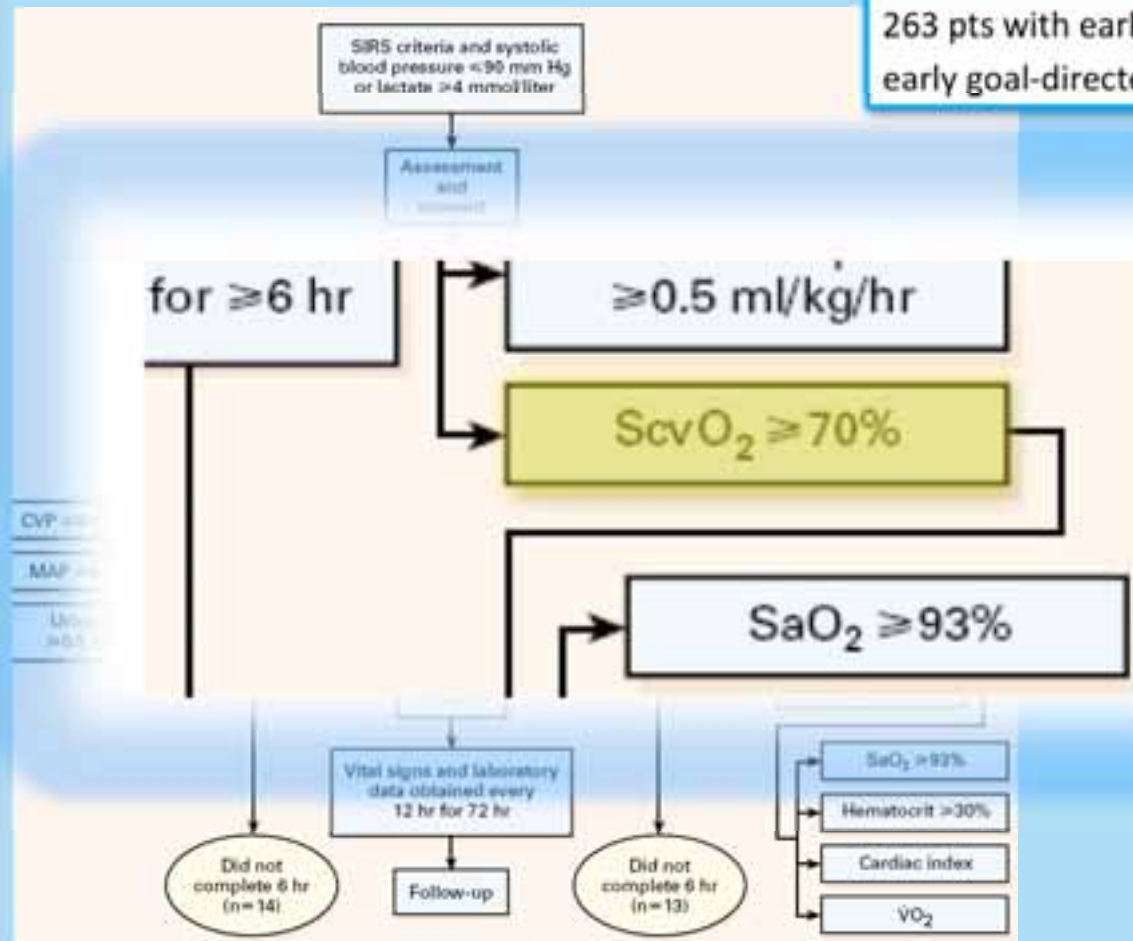 263 pts with earl
early goal-directe
SIRS criteria and systolic
blood pressure ≤90 mm Hg
or lactate ≥4 mmol/liter
Assessment
and
for ≥6 hr
≥0.5 ml/kg/hr
ScvO₂ ≥70%
SaO₂ ≥93%
CVP
MAP
Vital signs and laboratory
data obtained every
12 hr for 72 hr
SaO₂ ≥93%
Hematocrit ≥30%
Cardiac index
V̇O₂
Did not
complete 6 hr
(n=14)
Follow-up
Did not
complete 6 hr
(n=13)